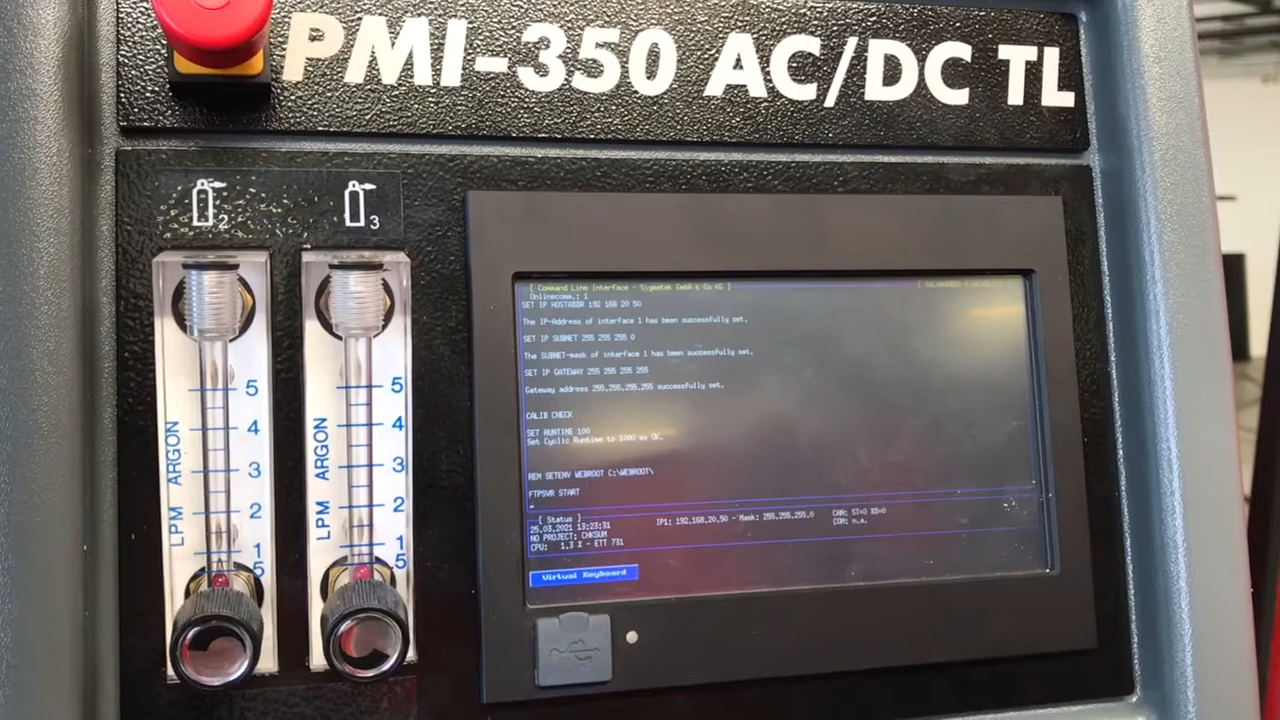 PMI-350 AC/DC TL
2
3
LPM ARGON
5
4
3
2
1
.5
LPM ARGON
5
4
3
2
1
.5
[ Command Line Interface - Sigmatek GmbH & Co KG ]
Onlinecomm.: 1
SET IP HOSTADDR 192 168 20 50
The IP-Address of interface 1 has been successfully set.
SET IP SUBNET 255 255 255 0
The SUBNET-mask of interface 1 has been successfully set.
SET IP GATEWAY 255 255 255 255
Gateway address 255.255.255.255 successfully set.
CALIB CHECK
SET RUNTIME 100
Set Cyclic Runtime to 1000 ms OK.
REM SETENV WEBROOT C:\WEBROOT\
FTPSVR START
[ Status ]
25.03.2021 13:23:31 IP1: 192.168.20.50 - Mask: 255.255.255.0 CAN: ST=0 BD=0
NO PROJECT: CHKSUM COM: n.a.
CPU: 1.3 % - ETT 731
Virtual Keyboard